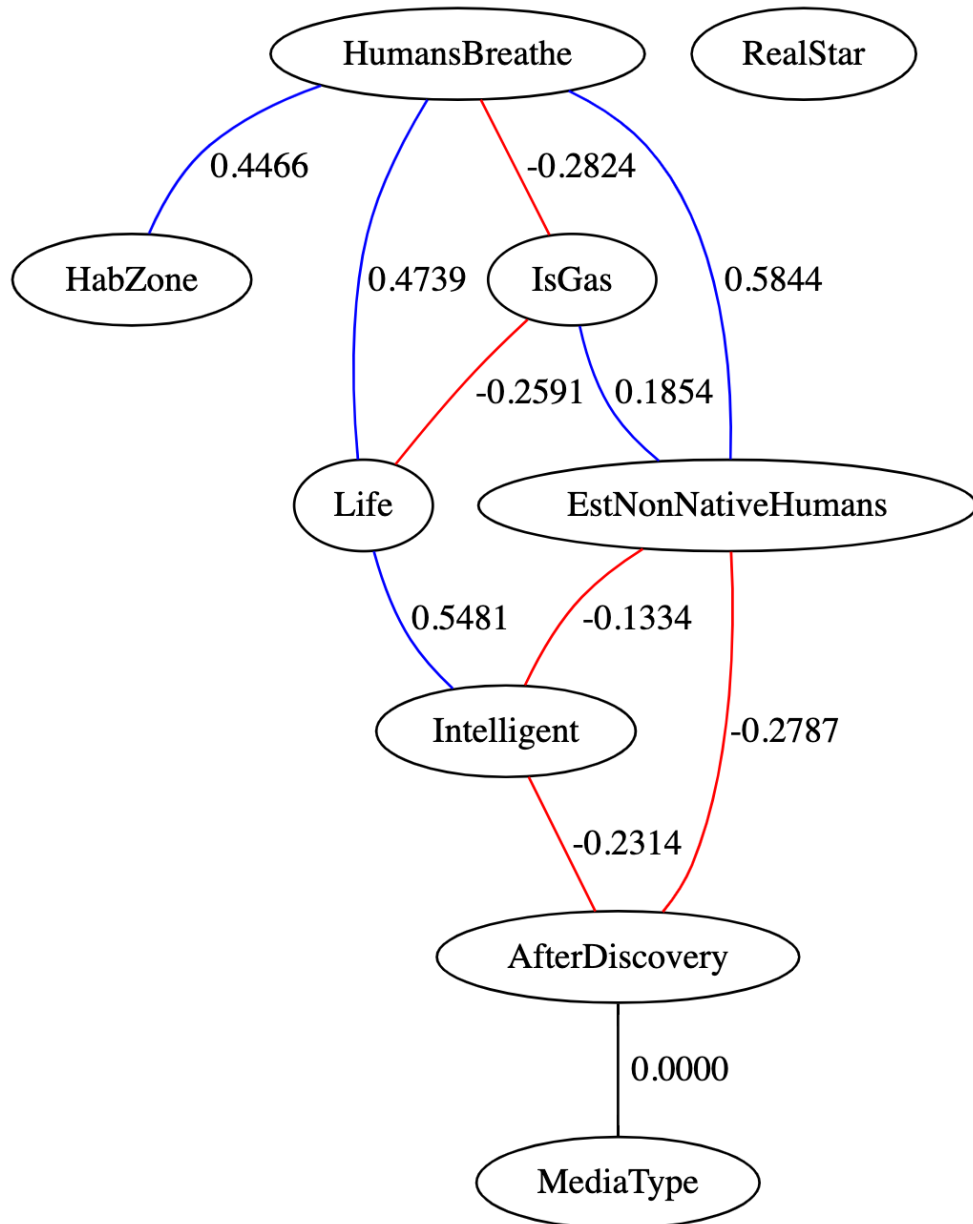 HumansBreathe
RealStar
0.4466
-0.2824
HabZone
0.4739
IsGas
0.5844
-0.2591
0.1854
Life
EstNonNativeHumans
0.5481
-0.1334
Intelligent
-0.2787
-0.2314
AfterDiscovery
0.0000
MediaType